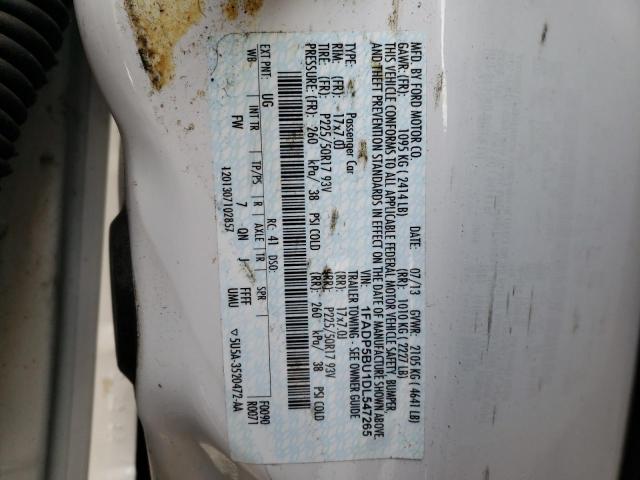 MFD. BY FORD MOTOR CO. DATE: 07/13 GVWR: 2105 KG ( 4641 LB)
GAWR: (FR): 1095 KG ( 2414 LB) (RR): 1010 KG ( 2227 LB)
THIS VEHICLE CONFORMS TO ALL APPLICABLE FEDERAL MOTOR VEHICLE SAFETY, BUMPER,
AND THEFT PREVENTION STANDARDS IN EFFECT ON THE DATE OF MANUFACTURE SHOWN ABOVE.
VIN: 1FADP5BU1DL547265
TYPE: Passenger Car TRAILER TOWING - SEE OWNER GUIDE
RIM: (FR): 17x7.0J (RR): 17x7.0J
TIRE: (FR): P225/50R17 93V (RR): P225/50R17 93V
PRESSURE: (FR): 260 kPa/ 38 PSI COLD (RR): 260 kPa/ 38 PSI COLD
RC: 41 DSO:
EXT PNT: UG F0090
WB INT TR TP/PS R AXLE TR SPR R0071
FW 7 QN J FFFF UMU
I20130710285Z ▽ 5U5A-3520472-AA